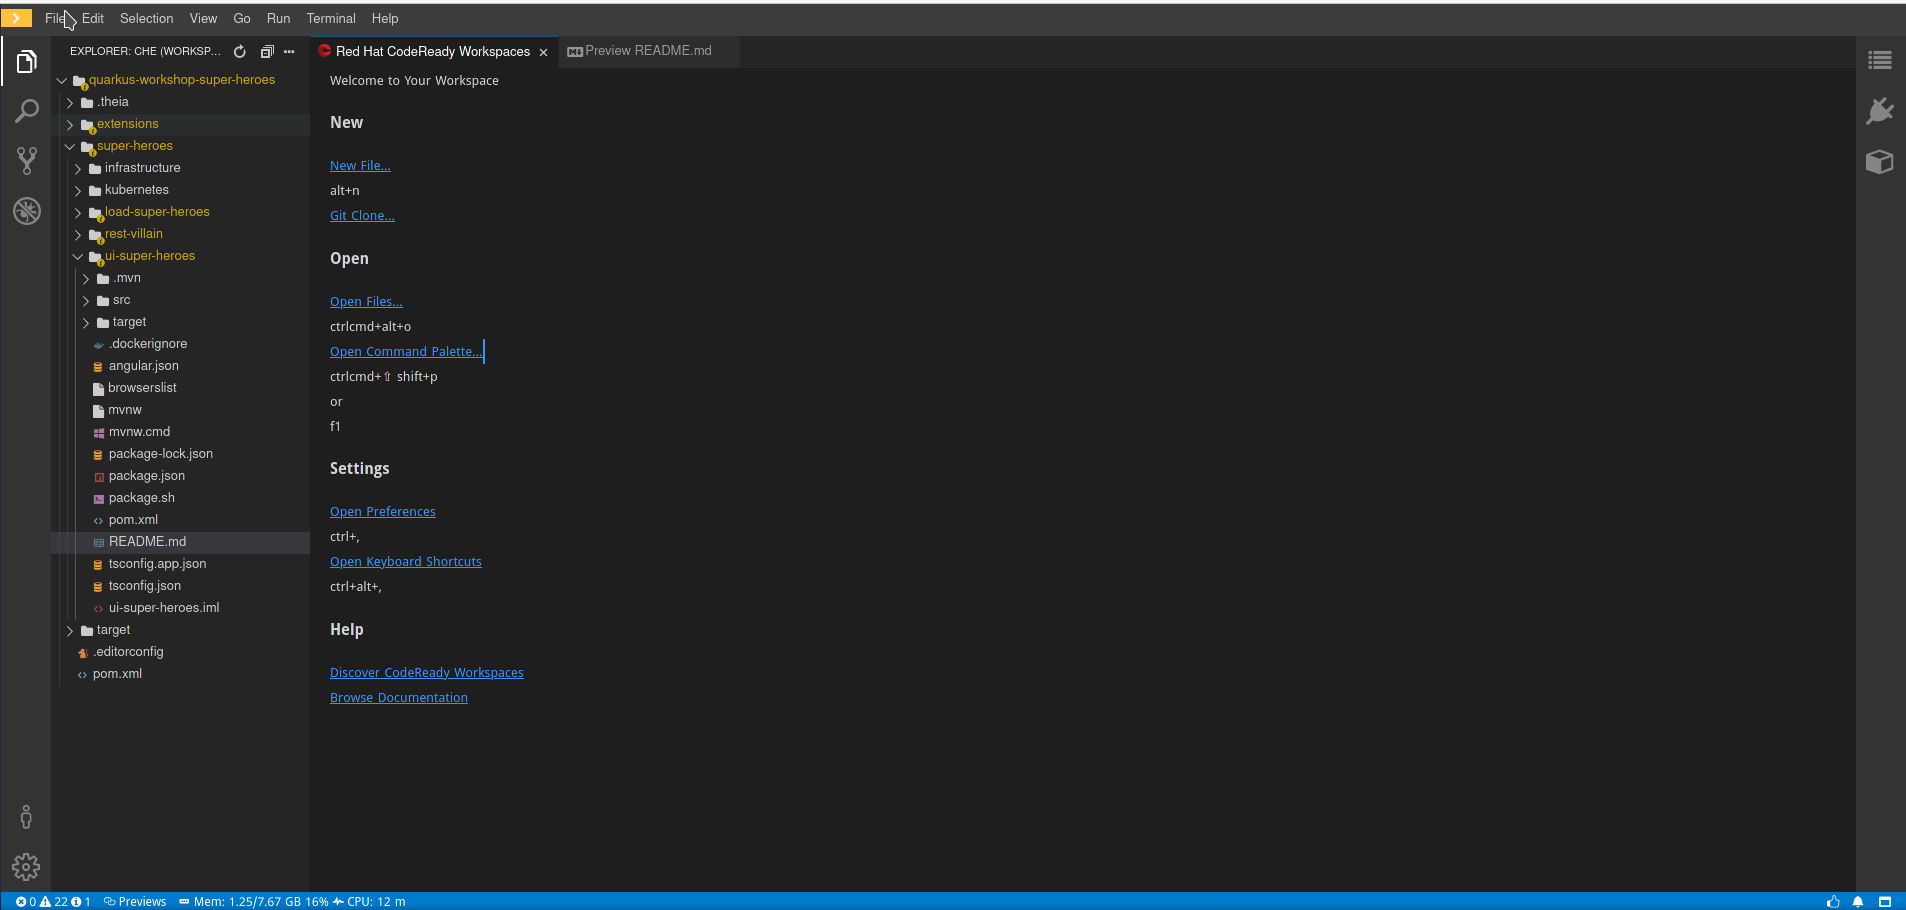 File Edit Selection View Go Run Terminal Help
EXPLORER: CHE (WORKSP...
Red Hat CodeReady Workspaces
Preview README.md
quarkus-workshop-super-heroes
.theia
extensions
super-heroes
infrastructure
kubernetes
load-super-heroes
rest-villain
ui-super-heroes
.mvn
src
target
.dockerignore
angular.json
browserslist
mvnw
mvnw.cmd
package-lock.json
package.json
package.sh
pom.xml
README.md
tsconfig.app.json
tsconfig.json
ui-super-heroes.iml
target
.editorconfig
pom.xml
Welcome to Your Workspace
New
New File...
alt+n
Git Clone...
Open
Open Files...
ctrlcmd+alt+o
Open Command Palette...
ctrlcmd+⇧ shift+p
or
f1
Settings
Open Preferences
ctrl+,
Open Keyboard Shortcuts
ctrl+alt+,
Help
Discover CodeReady Workspaces
Browse Documentation
0 22 1 Previews Mem: 1.25/7.67 GB 16% CPU: 12 m